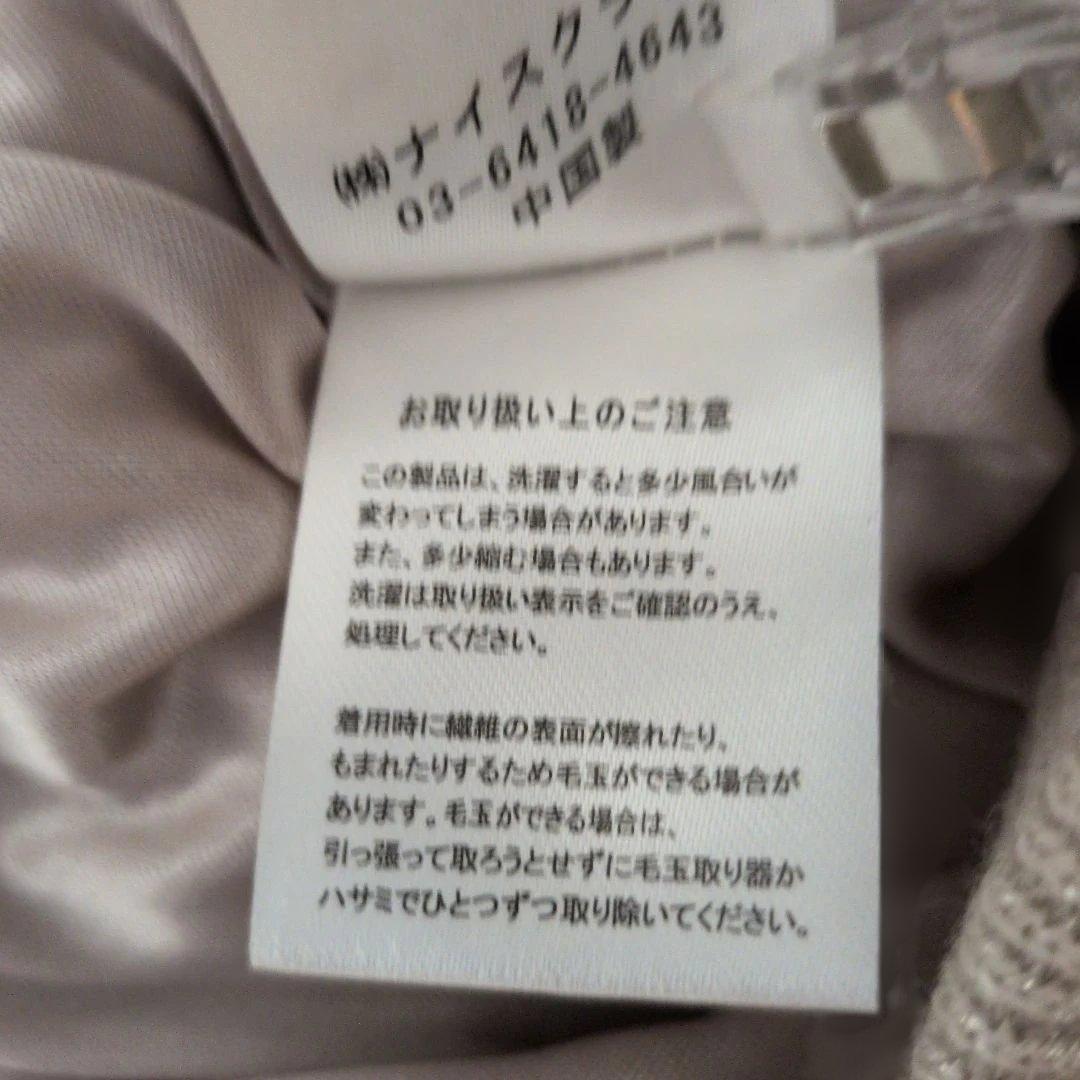 (株)ナイスク
03-6418-4643
中国製
お取り扱い上のご注意
この製品は、洗濯すると多少風合いが
変わってしまう場合があります。
また、多少縮む場合もあります。
洗濯は取り扱い表示をご確認のうえ、
処理してください。
着用時に繊維の表面が擦れたり、
もまれたりするため毛玉ができる場合が
あります。毛玉ができる場合は、
引っ張って取ろうとせずに毛玉取り器か
ハサミでひとつずつ取り除いてください。